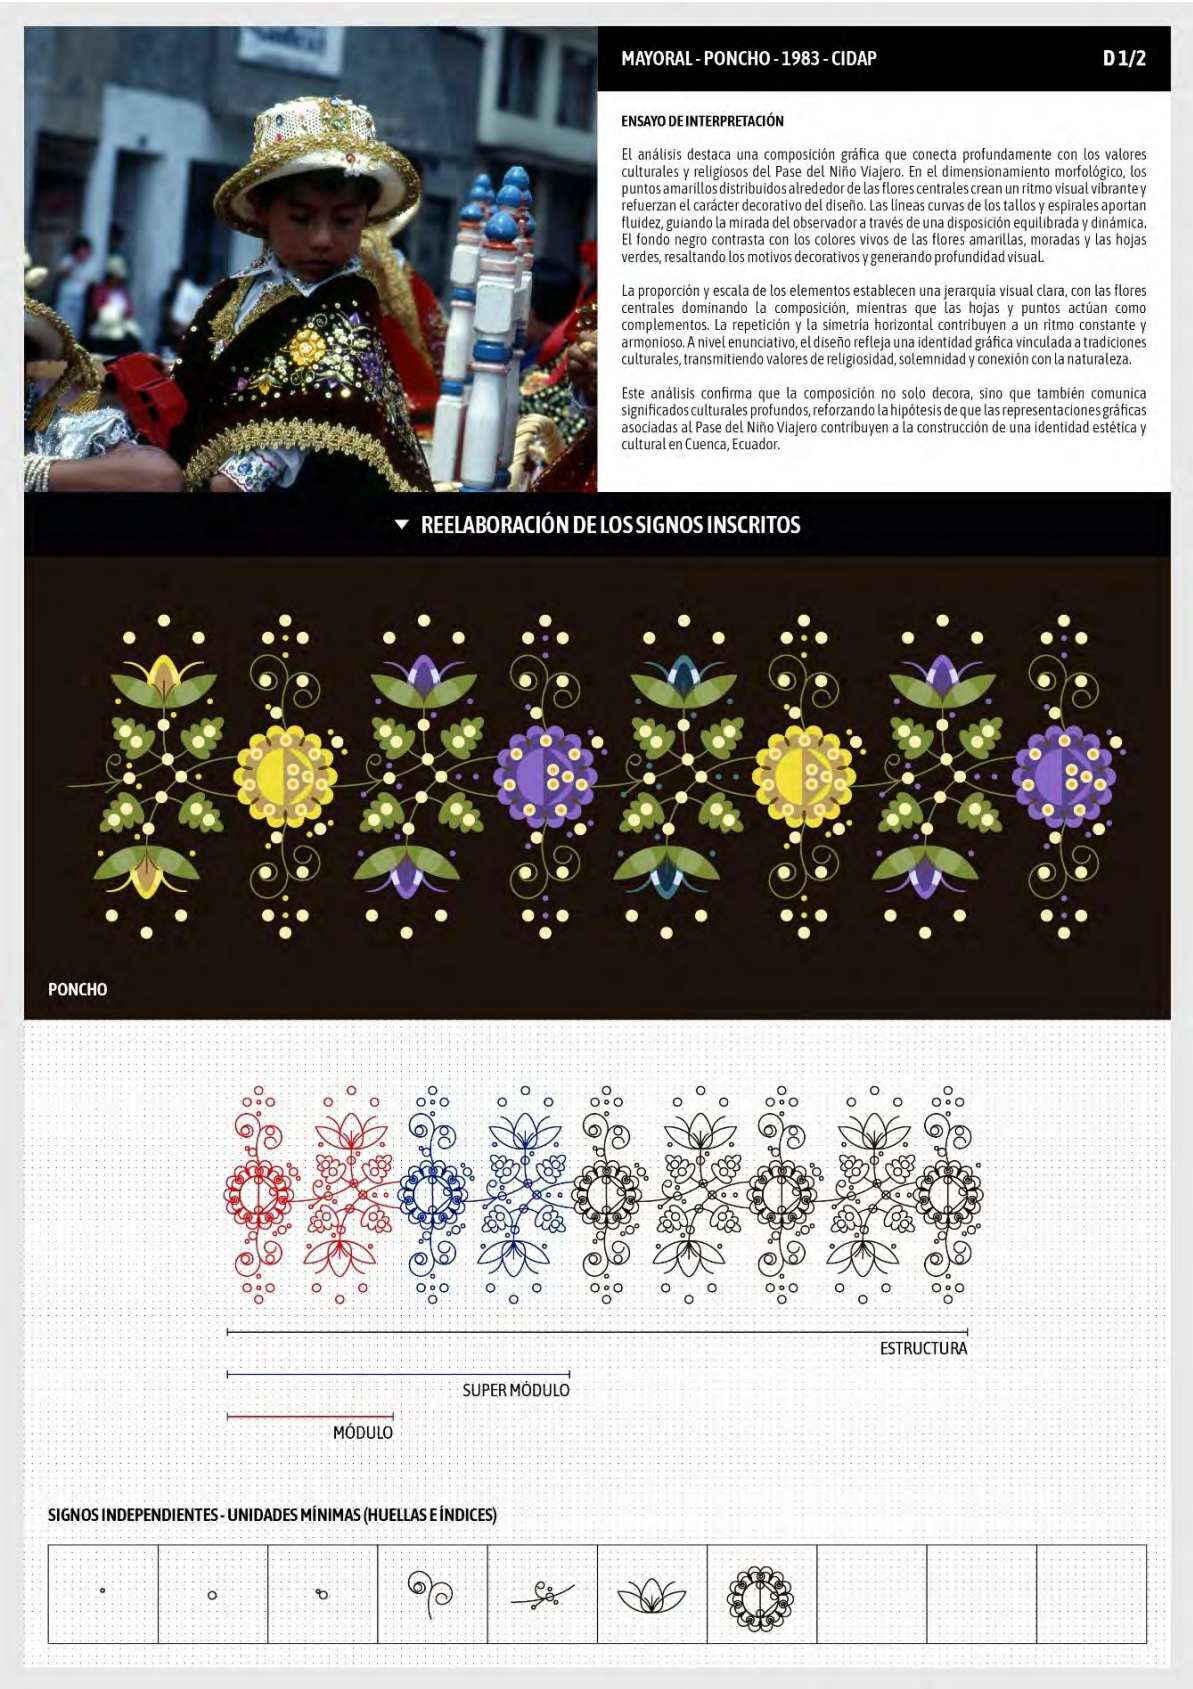 MAYORAL - PONCHO - 1983 - CIDAP
D 1/2
ENSAYO DE INTERPRETACIÓN
El análisis destaca una composición gráfica que conecta profundamente con los valores
culturales y religiosos del Pase del Niño Viajero. En el dimensionamiento morfológico, los
puntos amarillos distribuidos alrededor de las flores centrales crean un ritmo visual vibrante y
refuerzan el carácter decorativo del diseño. Las líneas curvas de los tallos y espirales aportan
fluidez, guiando la mirada del observador a través de una disposición equilibrada y dinámica.
El fondo negro contrasta con los colores vivos de las flores amarillas, moradas y las hojas
verdes, resaltando los motivos decorativos y generando profundidad visual.
La proporción y escala de los elementos establecen una jerarquía visual clara, con las flores
centrales dominando la composición, mientras que las hojas y puntos actúan como
complementos. La repetición y la simetría horizontal contribuyen a un ritmo constante y
armonioso. A nivel enunciativo, el diseño refleja una identidad gráfica vinculada a tradiciones
culturales, transmitiendo valores de religiosidad, solemnidad y conexión con la naturaleza.
Este análisis confirma que la composición no solo decora, sino que también comunica
significados culturales profundos, reforzando la hipótesis de que las representaciones gráficas
asociadas al Pase del Niño Viajero contribuyen a la construcción de una identidad estética y
cultural en Cuenca, Ecuador.
REELABORACIÓN DE LOS SIGNOS INSCRITOS
PONCHO
ESTRUCTURA
SUPER MÓDULO
MÓDULO
SIGNOS INDEPENDIENTES - UNIDADES MÍNIMAS (HUELLAS E ÍNDICES)